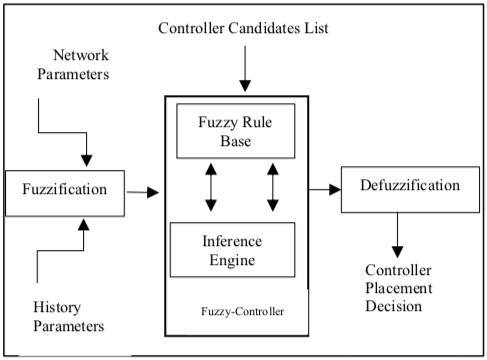 Controller Candidates List
Network
Parameters
Fuzzy Rule
Base
Fuzzification
Defuzzification
Inference
Engine
Controller
Placement
Decision
History
Parameters
Fuzzy-Controller